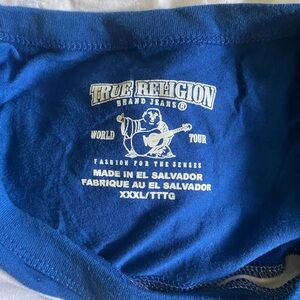 TRUE RELIGION
BRAND JEANS®
WORLD TOUR
FASHION FOR THE SENSES
MADE IN EL SALVADOR
FABRIQUE AU EL SALVADOR
XXXL/TTTG